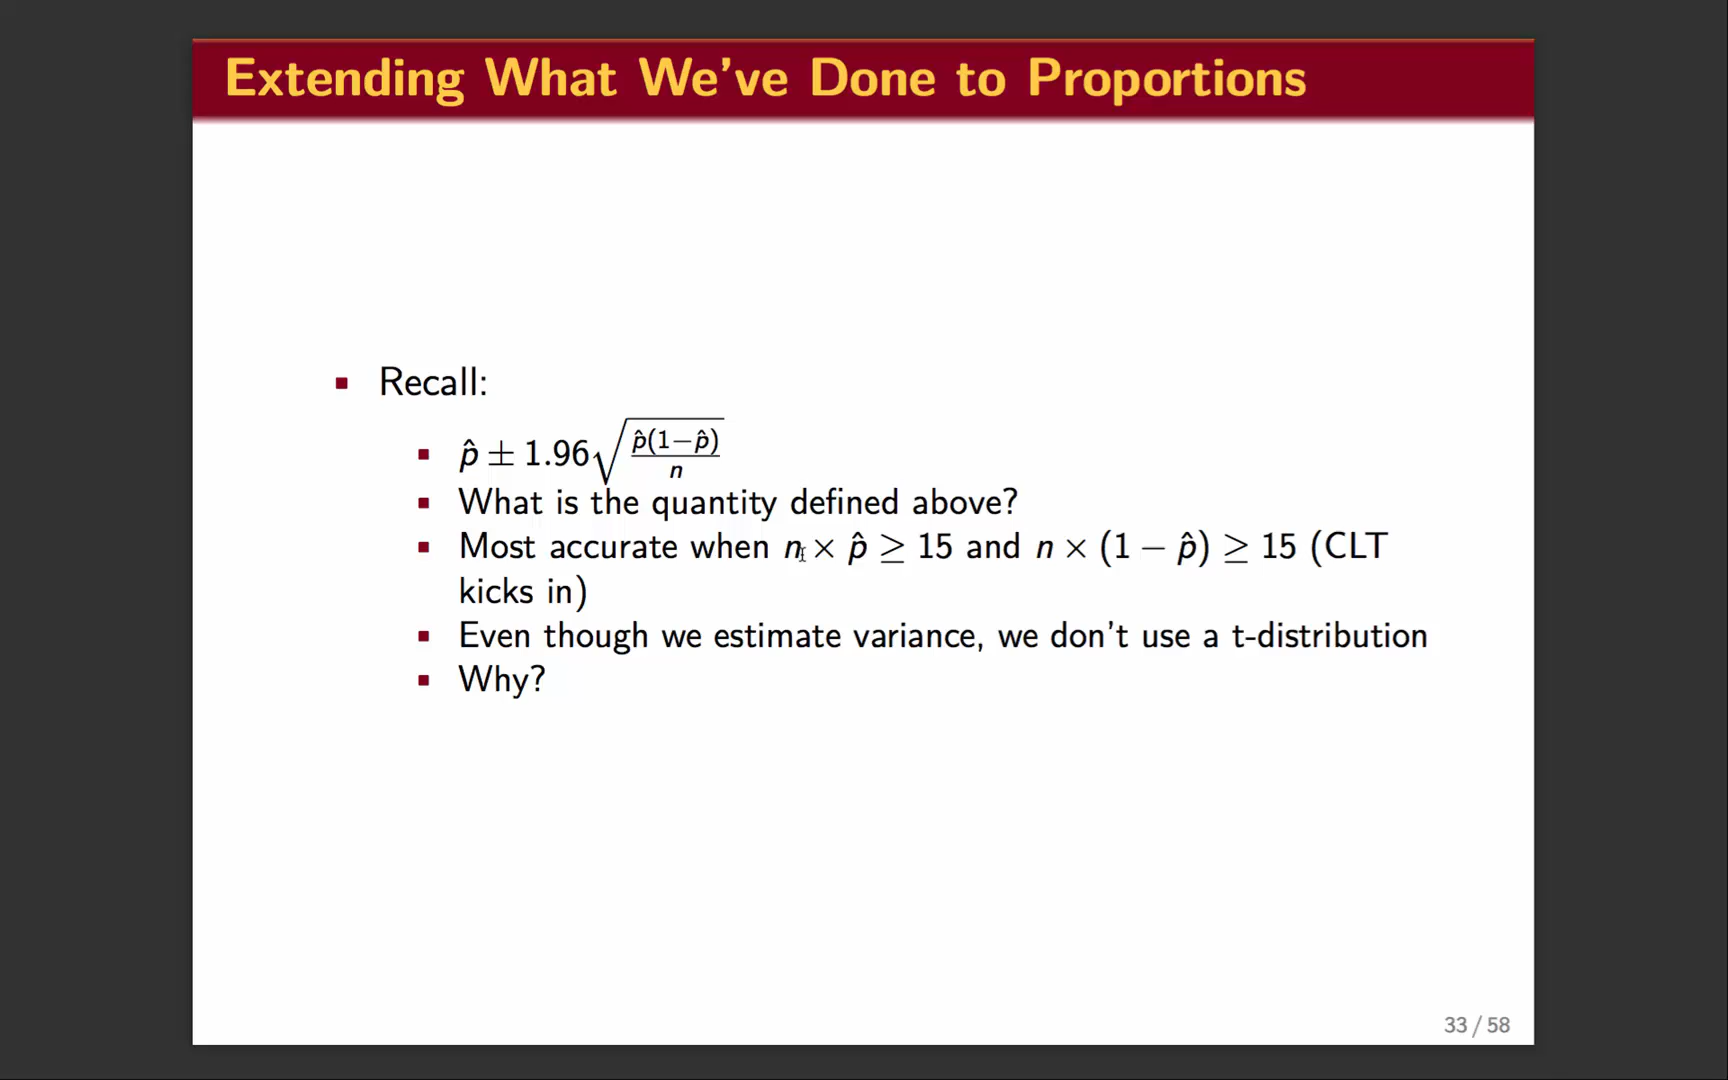 Extending What We've Done to Proportions
▪ Recall:
▪ p̂ ± 1.96√(p̂(1−p̂)/n)
▪ What is the quantity defined above?
▪ Most accurate when n × p̂ ≥ 15 and n × (1 − p̂) ≥ 15 (CLT
kicks in)
▪ Even though we estimate variance, we don't use a t-distribution
▪ Why?
33 / 58